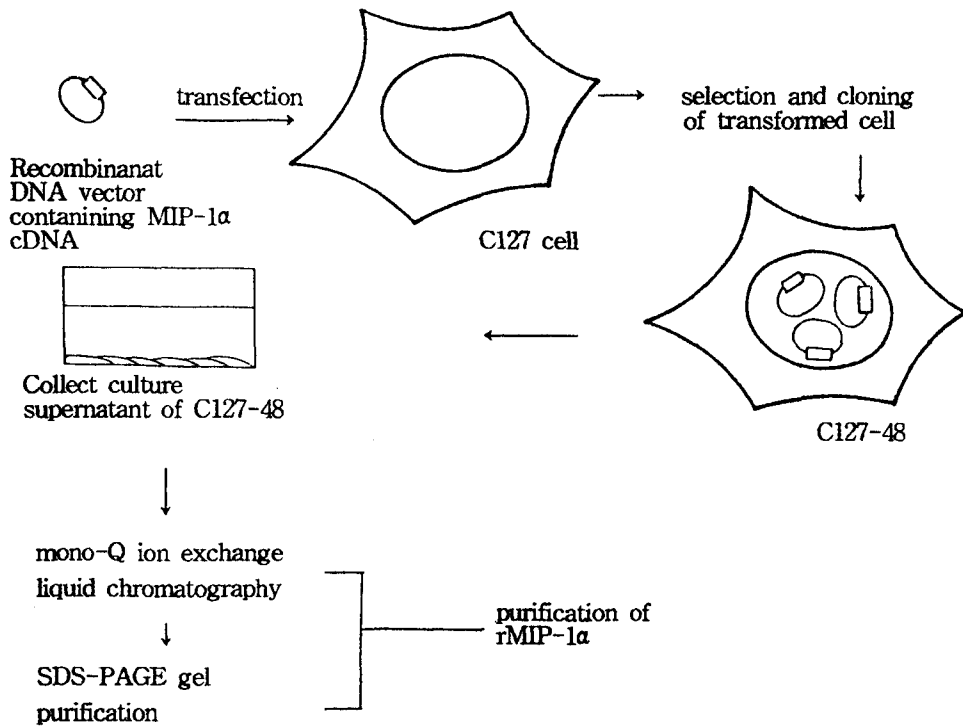 transfection
Recombinanat
DNA vector
contanining MIP-1α
cDNA
C127 cell
selection and cloning
of transformed cell
C127-48
Collect culture
supernatant of C127-48
mono-Q ion exchange
liquid chromatography
SDS-PAGE gel
purification
purification of
rMIP-1α